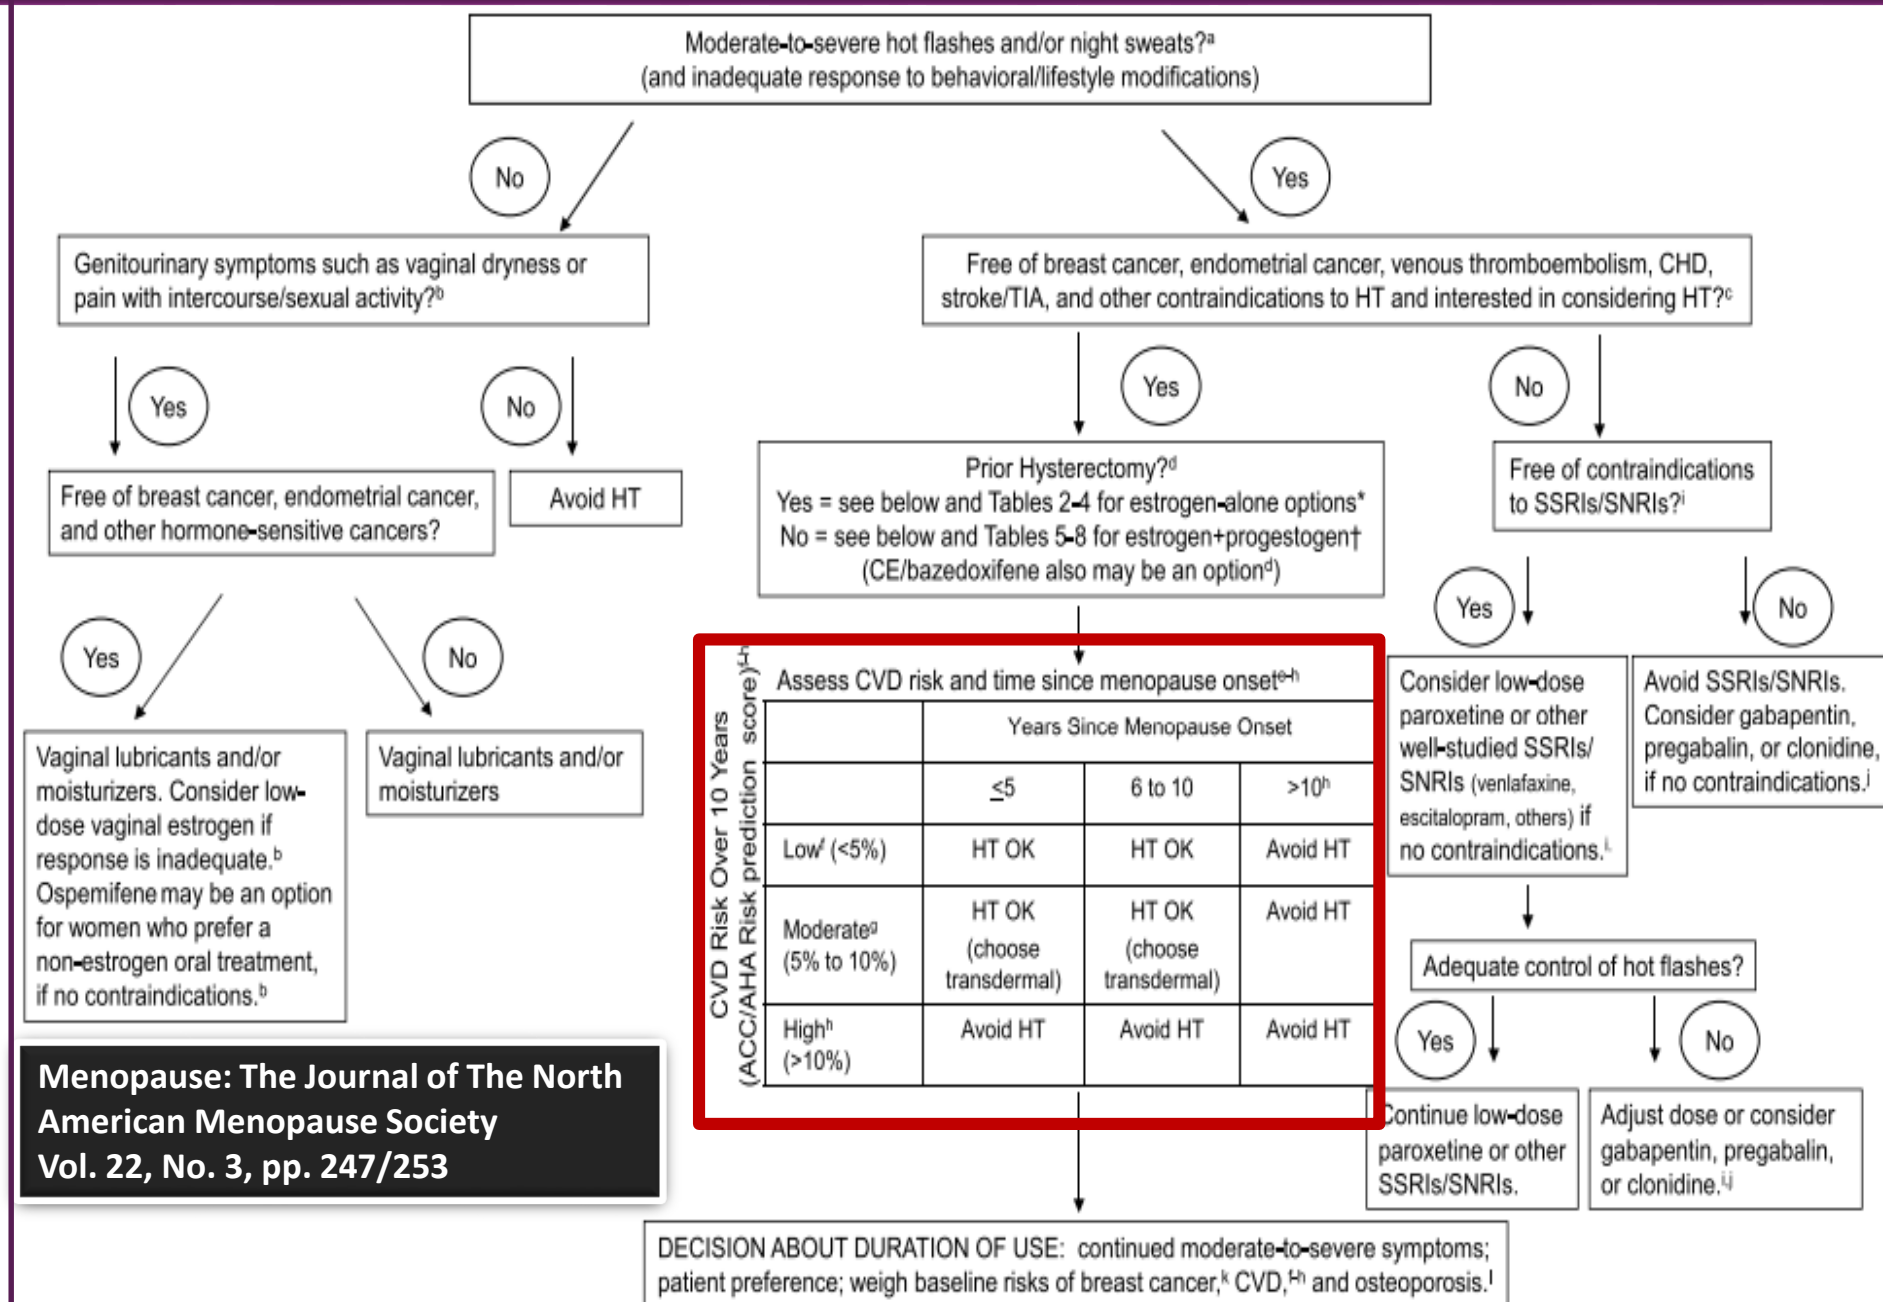 Moderate-to-severe hot flashes and/or night sweats?ᵃ
(and inadequate response to behavioral/lifestyle modifications)
No
Yes
Genitourinary symptoms such as vaginal dryness or
pain with intercourse/sexual activity?ᵇ
Free of breast cancer, endometrial cancer, venous thromboembolism, CHD,
stroke/TIA, and other contraindications to HT and interested in considering HT?ᶜ
Yes
No
Yes
No
Free of breast cancer, endometrial cancer,
and other hormone-sensitive cancers?
Avoid HT
Prior Hysterectomy?ᵈ
Yes = see below and Tables 2-4 for estrogen-alone options*
No = see below and Tables 5-8 for estrogen+progestogen†
(CE/bazedoxifene also may be an optionᵈ)
Free of contraindications
to SSRIs/SNRIs?ⁱ
Yes
No
Yes
No
Vaginal lubricants and/or
moisturizers. Consider low-
dose vaginal estrogen if
response is inadequate.ᵇ
Ospemifene may be an option
for women who prefer a
non-estrogen oral treatment,
if no contraindications.ᵇ
Vaginal lubricants and/or
moisturizers
CVD Risk Over 10 Years
(ACC/AHA Risk prediction score)ᶠ⁻ʰ
Assess CVD risk and time since menopause onsetᵉ⁻ʰ
Years Since Menopause Onset
≤5 6 to 10 >10ʰ
Lowᶠ (<5%) HT OK HT OK Avoid HT
Moderateᵍ
(5% to 10%)
HT OK
(choose
transdermal)
HT OK
(choose
transdermal)
Avoid HT
Highʰ
(>10%)
Avoid HT Avoid HT Avoid HT
Consider low-dose
paroxetine or other
well-studied SSRIs/
SNRIs (venlafaxine,
escitalopram, others) if
no contraindications.ⁱ
Avoid SSRIs/SNRIs.
Consider gabapentin,
pregabalin, or clonidine,
if no contraindications.ʲ
Adequate control of hot flashes?
Yes
No
Continue low-dose
paroxetine or other
SSRIs/SNRIs.
Adjust dose or consider
gabapentin, pregabalin,
or clonidine.ⁱ,ʲ
Menopause: The Journal of The North
American Menopause Society
Vol. 22, No. 3, pp. 247/253
DECISION ABOUT DURATION OF USE: continued moderate-to-severe symptoms;
patient preference; weigh baseline risks of breast cancer,ᵏ CVD,ᶠ⁻ʰ and osteoporosis.ˡ